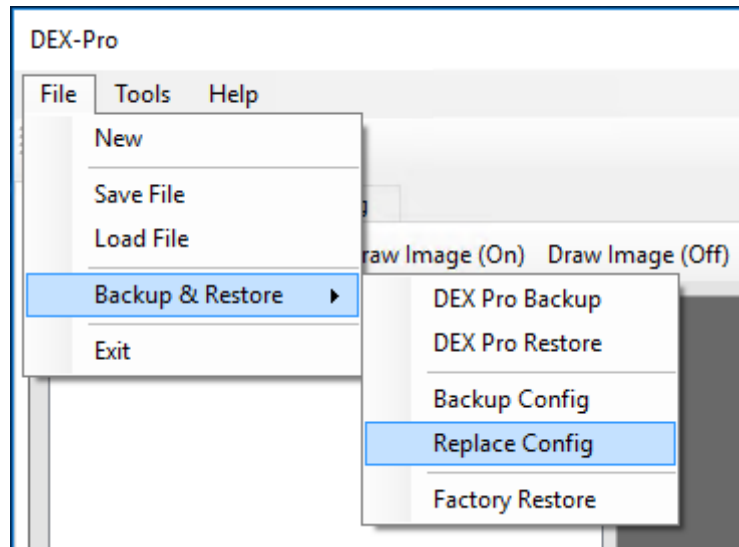 DEX-Pro
File Tools Help
New
Save File
Load File
raw Image (On) Draw Image (Off)
Backup & Restore
DEX Pro Backup
DEX Pro Restore
Exit
Backup Config
Replace Config
Factory Restore